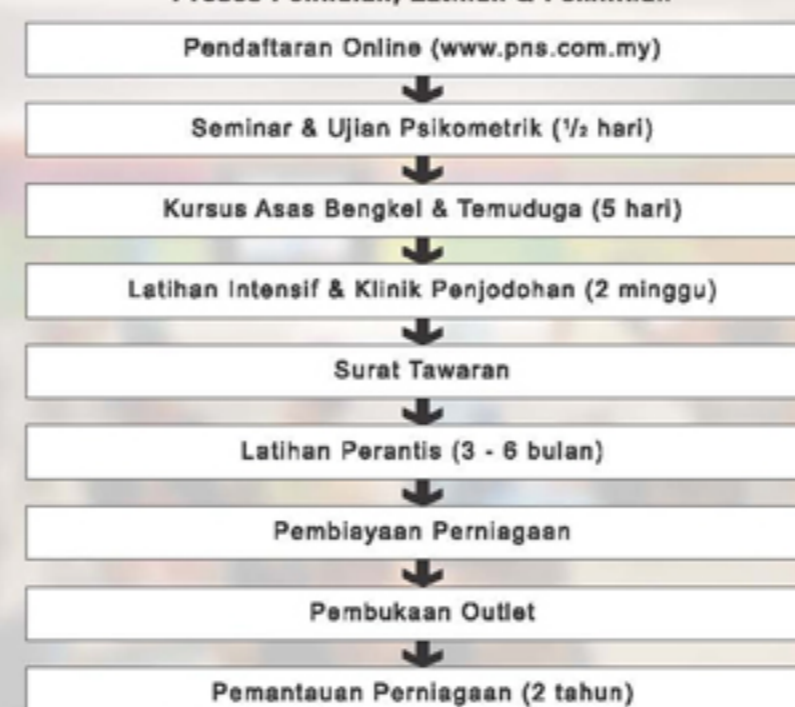 Pendaftaran Online (www.pns.com.my)
Seminar & Ujian Psikometrik (½ hari)
Kursus Asas Bengkel & Temuduga (5 hari)
Latihan Intensif & Klinik Penjodohan (2 minggu)
Surat Tawaran
Latihan Perantis (3 - 6 bulan)
Pembiayaan Perniagaan
Pembukaan Outlet
Pemantauan Perniagaan (2 tahun)